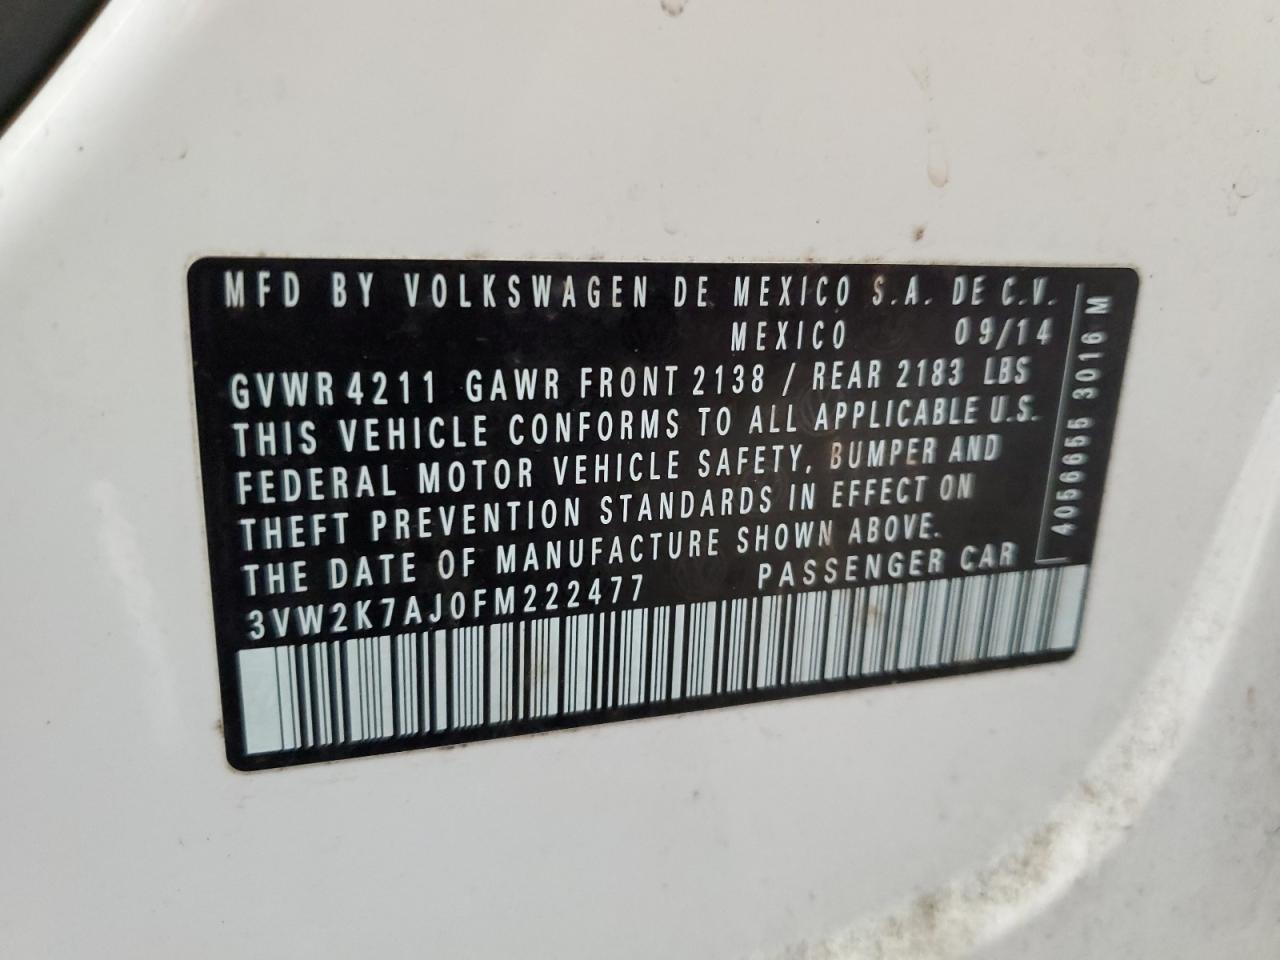 MFD BY VOLKSWAGEN DE MEXICO S.A. DE C.V.
MEXICO 09/14
GVWR 4211 GAWR FRONT 2138 / REAR 2183 LBS
THIS VEHICLE CONFORMS TO ALL APPLICABLE U.S.
FEDERAL MOTOR VEHICLE SAFETY, BUMPER AND
THEFT PREVENTION STANDARDS IN EFFECT ON
THE DATE OF MANUFACTURE SHOWN ABOVE.
3VW2K7AJ0FM222477 PASSENGER CAR
405655 3016 M